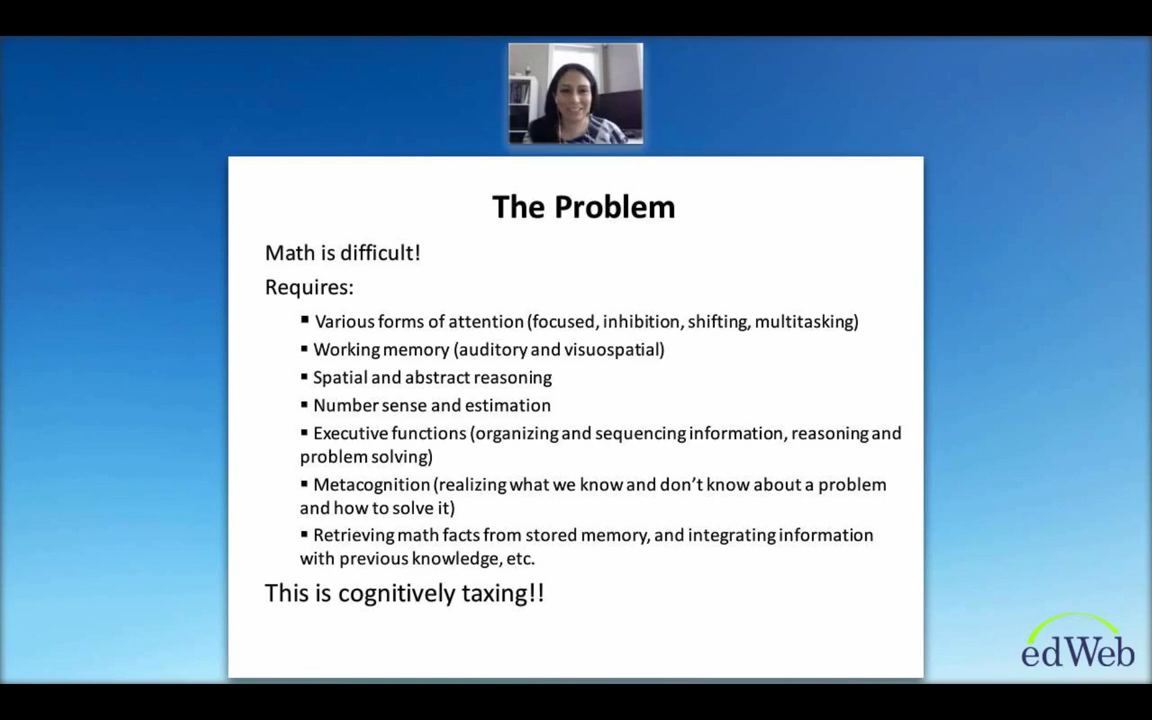 The Problem
Math is difficult!
Requires:
▪ Various forms of attention (focused, inhibition, shifting, multitasking)
▪ Working memory (auditory and visuospatial)
▪ Spatial and abstract reasoning
▪ Number sense and estimation
▪ Executive functions (organizing and sequencing information, reasoning and
problem solving)
▪ Metacognition (realizing what we know and don’t know about a problem
and how to solve it)
▪ Retrieving math facts from stored memory, and integrating information
with previous knowledge, etc.
This is cognitively taxing!!
edWeb